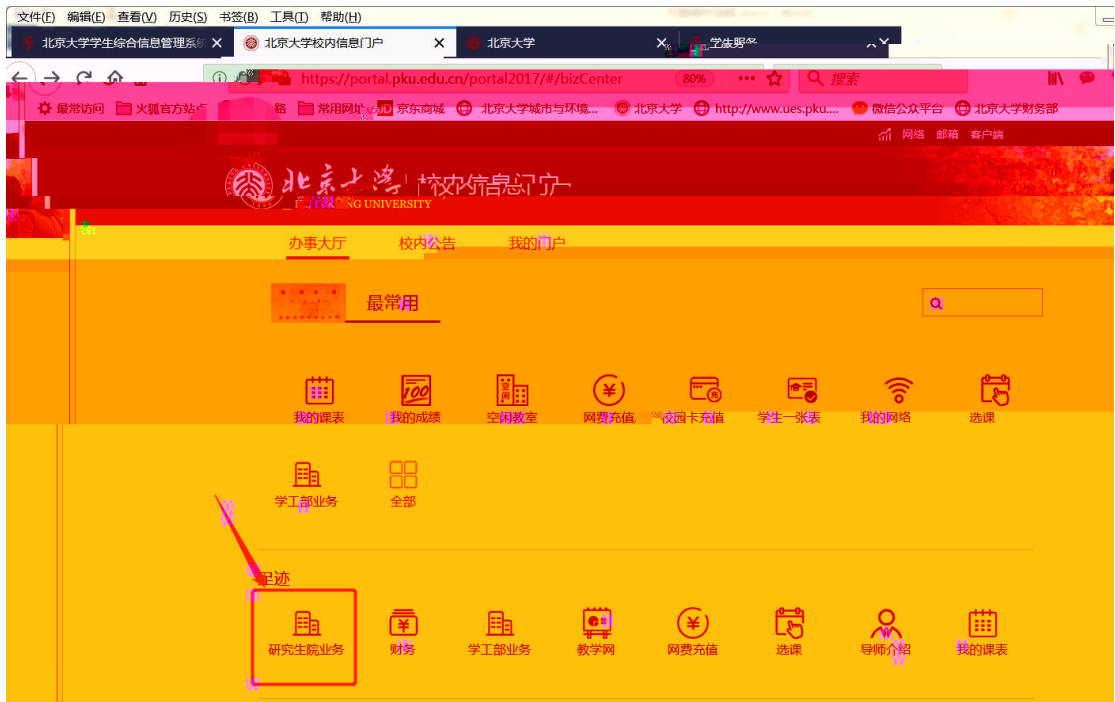 文件(F) 编辑(E) 查看(V) 历史(S) 书签(B) 工具(T) 帮助(H)
北京大学学生综合信息管理系统 北京大学校内信息门户 北京大学
https://portal.pku.edu.cn/portal2017/#/bizCenter 80% 搜索
最常访问 火狐官方站点 常用网址 京东商城 北京大学城市与环境... 北京大学 http://www.ues.pku.... 微信公众平台 北京大学财务部
网络 邮箱 客户端
北京大学 校内信息门户
UNIVERSITY
办事大厅 校内公告 我的门户
最常用
我的课表 我的成绩 空闲教室 网费充值 校园卡充值 学生一张表 我的网络 选课
学工部业务 全部
足迹
研究生院业务 财务 学工部业务 教学网 网费充值 选课 导师介绍 我的课表